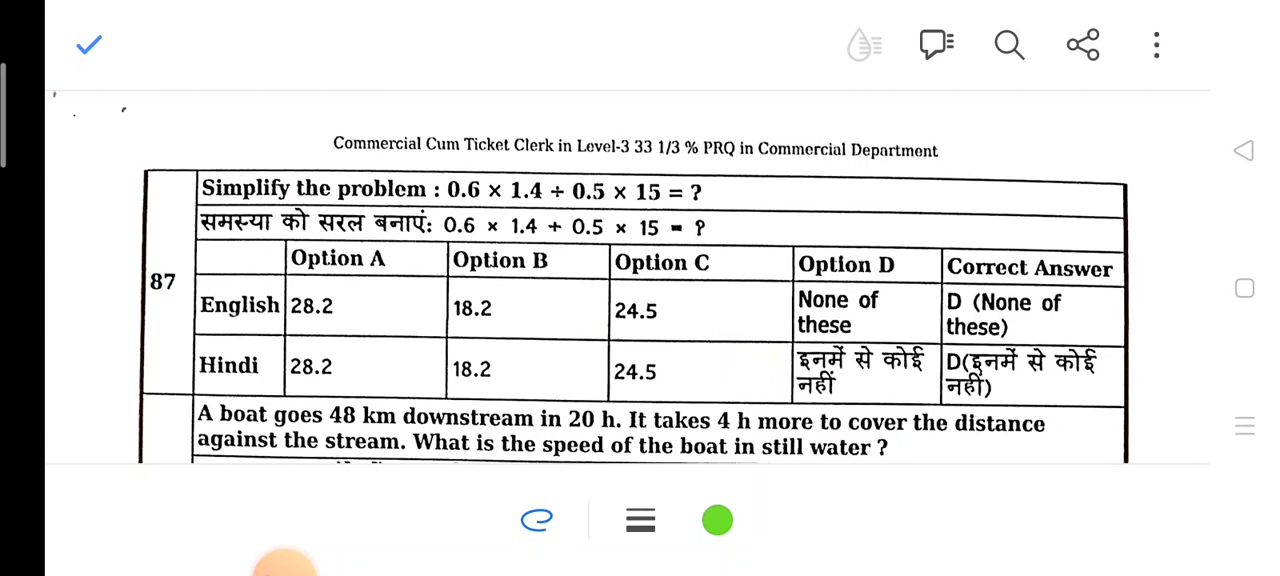 Commercial Cum Ticket Clerk in Level-3 33 1/3 % PRQ in Commercial Department
87
Simplify the problem : 0.6 × 1.4 ÷ 0.5 × 15 = ?
समस्या को सरल बनाएं: 0.6 × 1.4 ÷ 0.5 × 15 = ?
Option A Option B Option C Option D Correct Answer
English 28.2 18.2 24.5 None of these D (None of these)
Hindi 28.2 18.2 24.5 इनमें से कोई नहीं D(इनमें से कोई नहीं)
A boat goes 48 km downstream in 20 h. It takes 4 h more to cover the distance
against the stream. What is the speed of the boat in still water ?